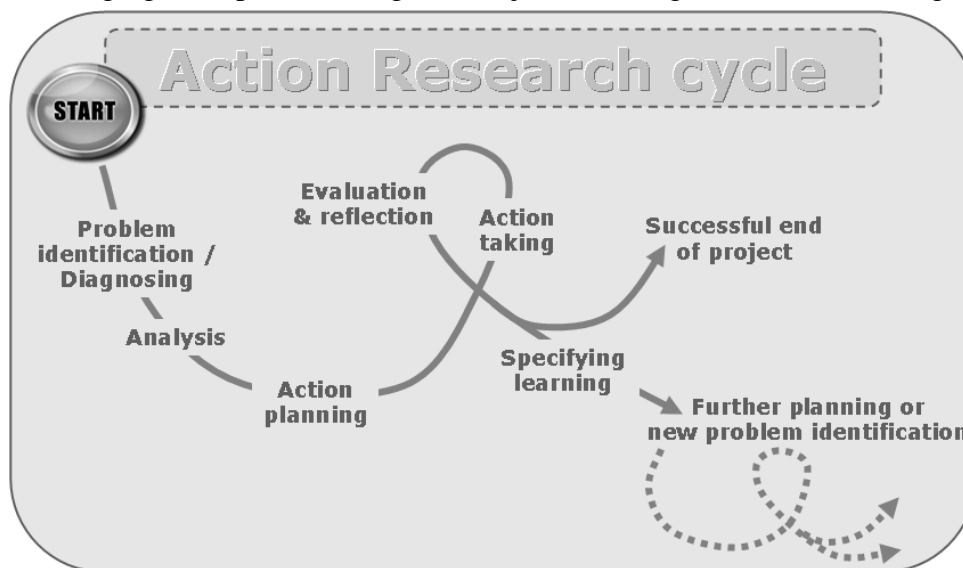 Action Research cycle
START
Problem
identification /
Diagnosing
Analysis
Action
planning
Action
taking
Evaluation
& reflection
Specifying
learning
Successful end
of project
Further planning or
new problem identification